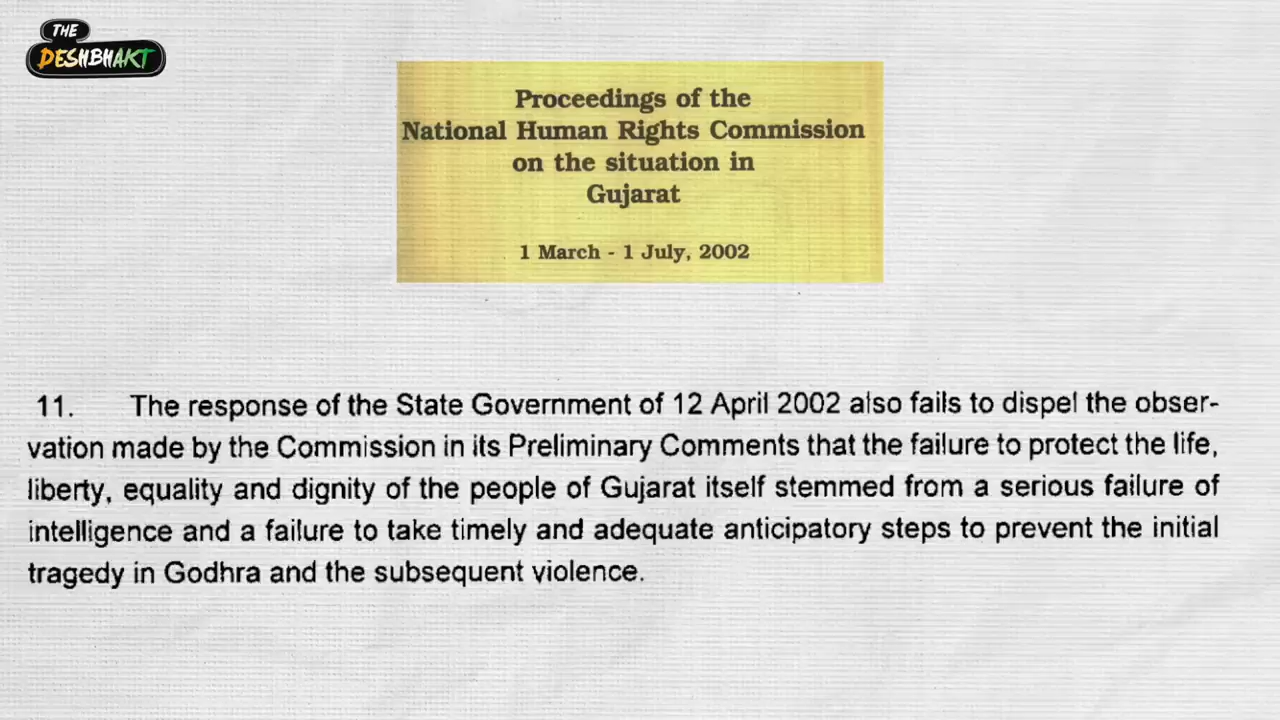 THE
DESHBHAKT
Proceedings of the
National Human Rights Commission
on the situation in
Gujarat
1 March - 1 July, 2002
11. The response of the State Government of 12 April 2002 also fails to dispel the obser-
vation made by the Commission in its Preliminary Comments that the failure to protect the life,
liberty, equality and dignity of the people of Gujarat itself stemmed from a serious failure of
intelligence and a failure to take timely and adequate anticipatory steps to prevent the initial
tragedy in Godhra and the subsequent violence.